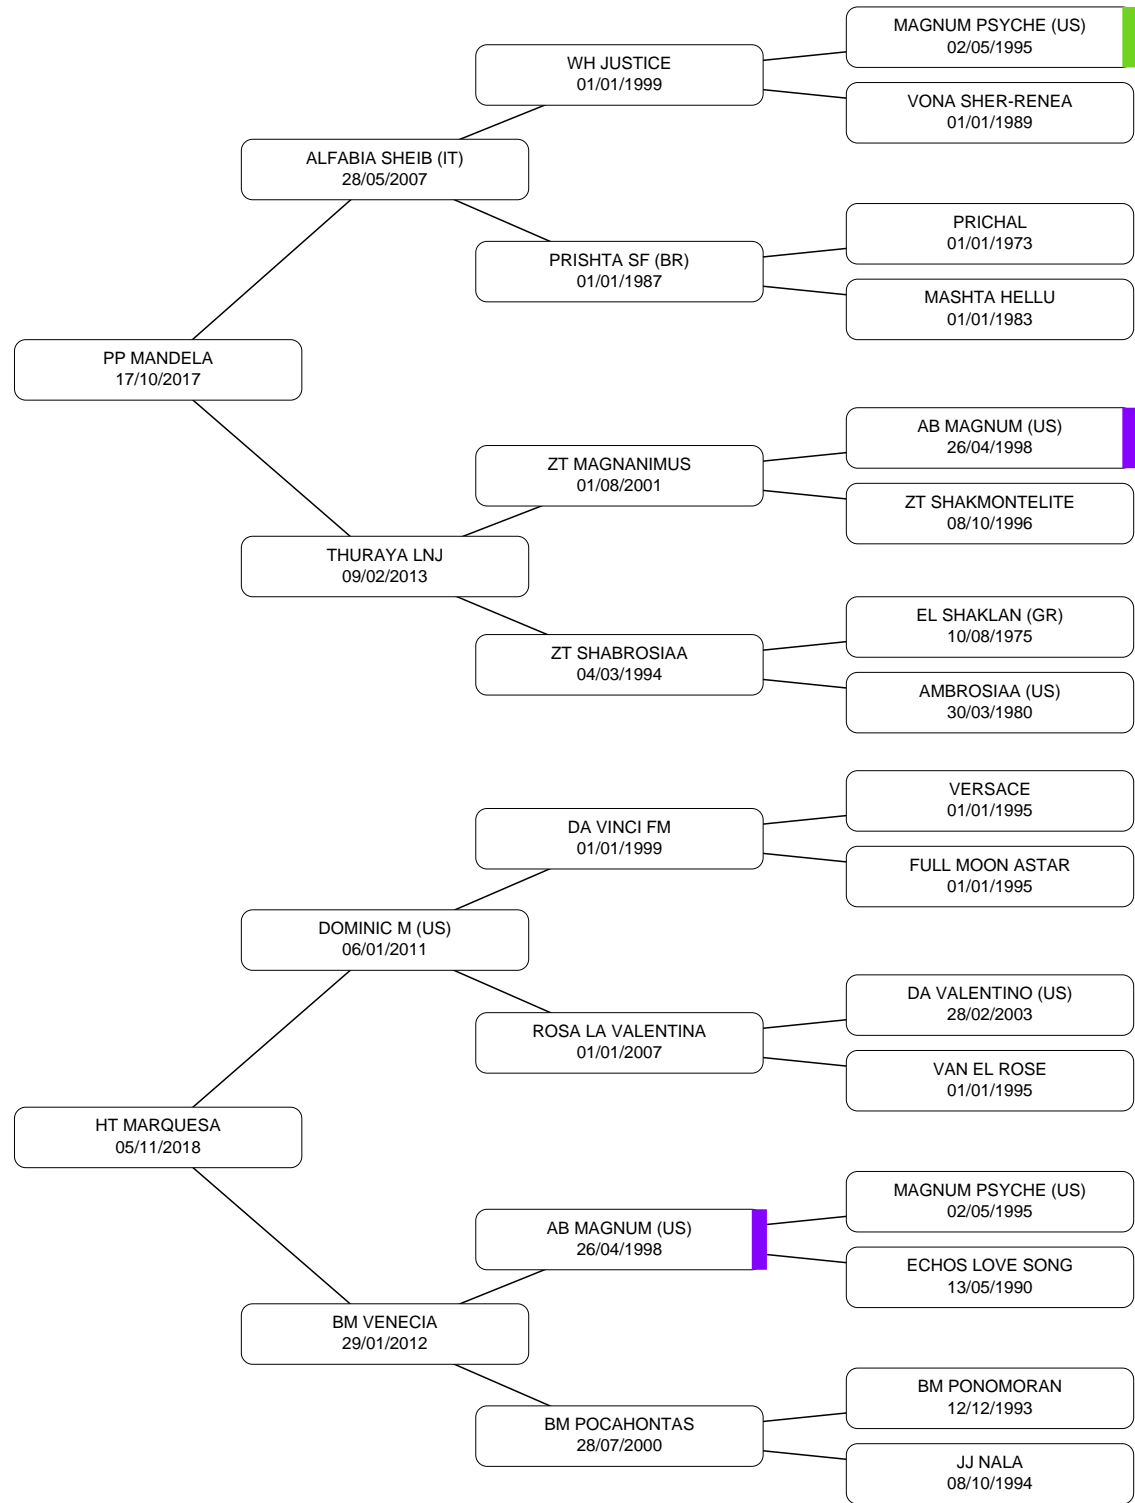 MAGNUM PSYCHE (US)
02/05/1995
WH JUSTICE
01/01/1999
VONA SHER-RENEA
01/01/1989
ALFABIA SHEIB (IT)
28/05/2007
PRICHAL
01/01/1973
PRISHTA SF (BR)
01/01/1987
MASHTA HELLU
01/01/1983
PP MANDELA
17/10/2017
AB MAGNUM (US)
26/04/1998
ZT MAGNANIMUS
01/08/2001
ZT SHAKMONTELITE
08/10/1996
THURAYA LNJ
09/02/2013
EL SHAKLAN (GR)
10/08/1975
ZT SHABROSIAA
04/03/1994
AMBROSIAA (US)
30/03/1980
VERSACE
01/01/1995
DA VINCI FM
01/01/1999
FULL MOON ASTAR
01/01/1995
DOMINIC M (US)
06/01/2011
DA VALENTINO (US)
28/02/2003
ROSA LA VALENTINA
01/01/2007
VAN EL ROSE
01/01/1995
HT MARQUESA
05/11/2018
MAGNUM PSYCHE (US)
02/05/1995
AB MAGNUM (US)
26/04/1998
ECHOS LOVE SONG
13/05/1990
BM VENECIA
29/01/2012
BM PONOMORAN
12/12/1993
BM POCAHONTAS
28/07/2000
JJ NALA
08/10/1994